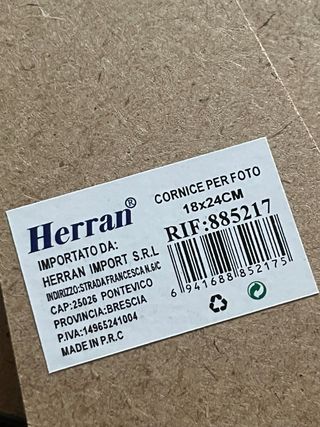 Herran®
IMPORTATO DA:
HERRAN IMPORT S.R.L
INDIRIZZO:STRADA FRANCESCA N.6/C
CAP:25026 PONTEVICO
PROVINCIA:BRESCIA
P.IVA:14965241004
MADE IN P.R.C
CORNICE PER FOTO
18x24CM
RIF:885217
6 941688 852175